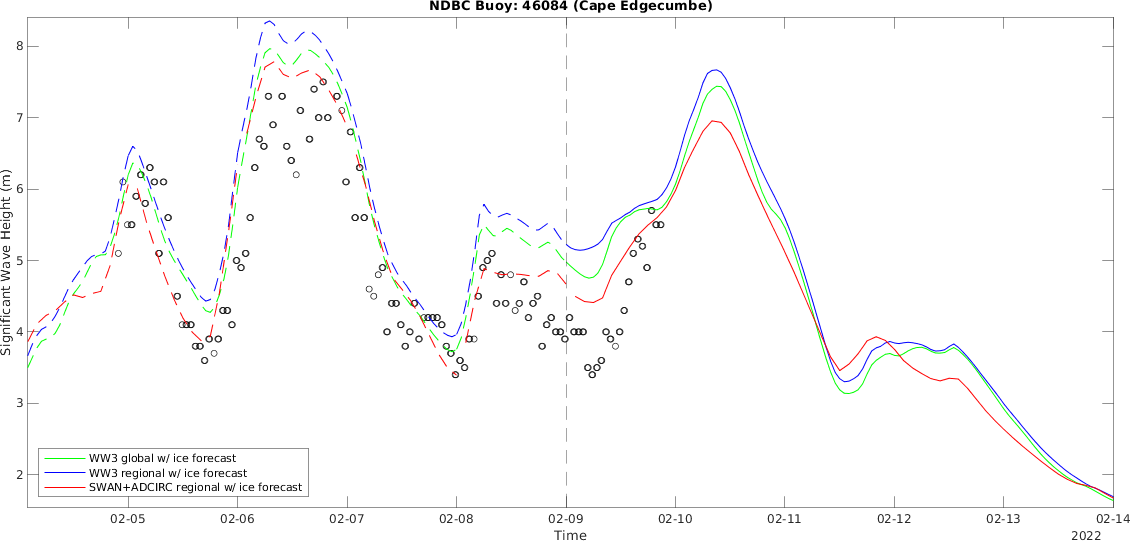 NDBC Buoy: 46084 (Cape Edgecumbe)
Significant Wave Height (m)
8
7
6
5
4
3
2
WW3 global w/ ice forecast
WW3 regional w/ ice forecast
SWAN+ADCIRC regional w/ ice forecast
02-05 02-06 02-07 02-08 02-09 02-10 02-11 02-12 02-13 02-14
Time
2022